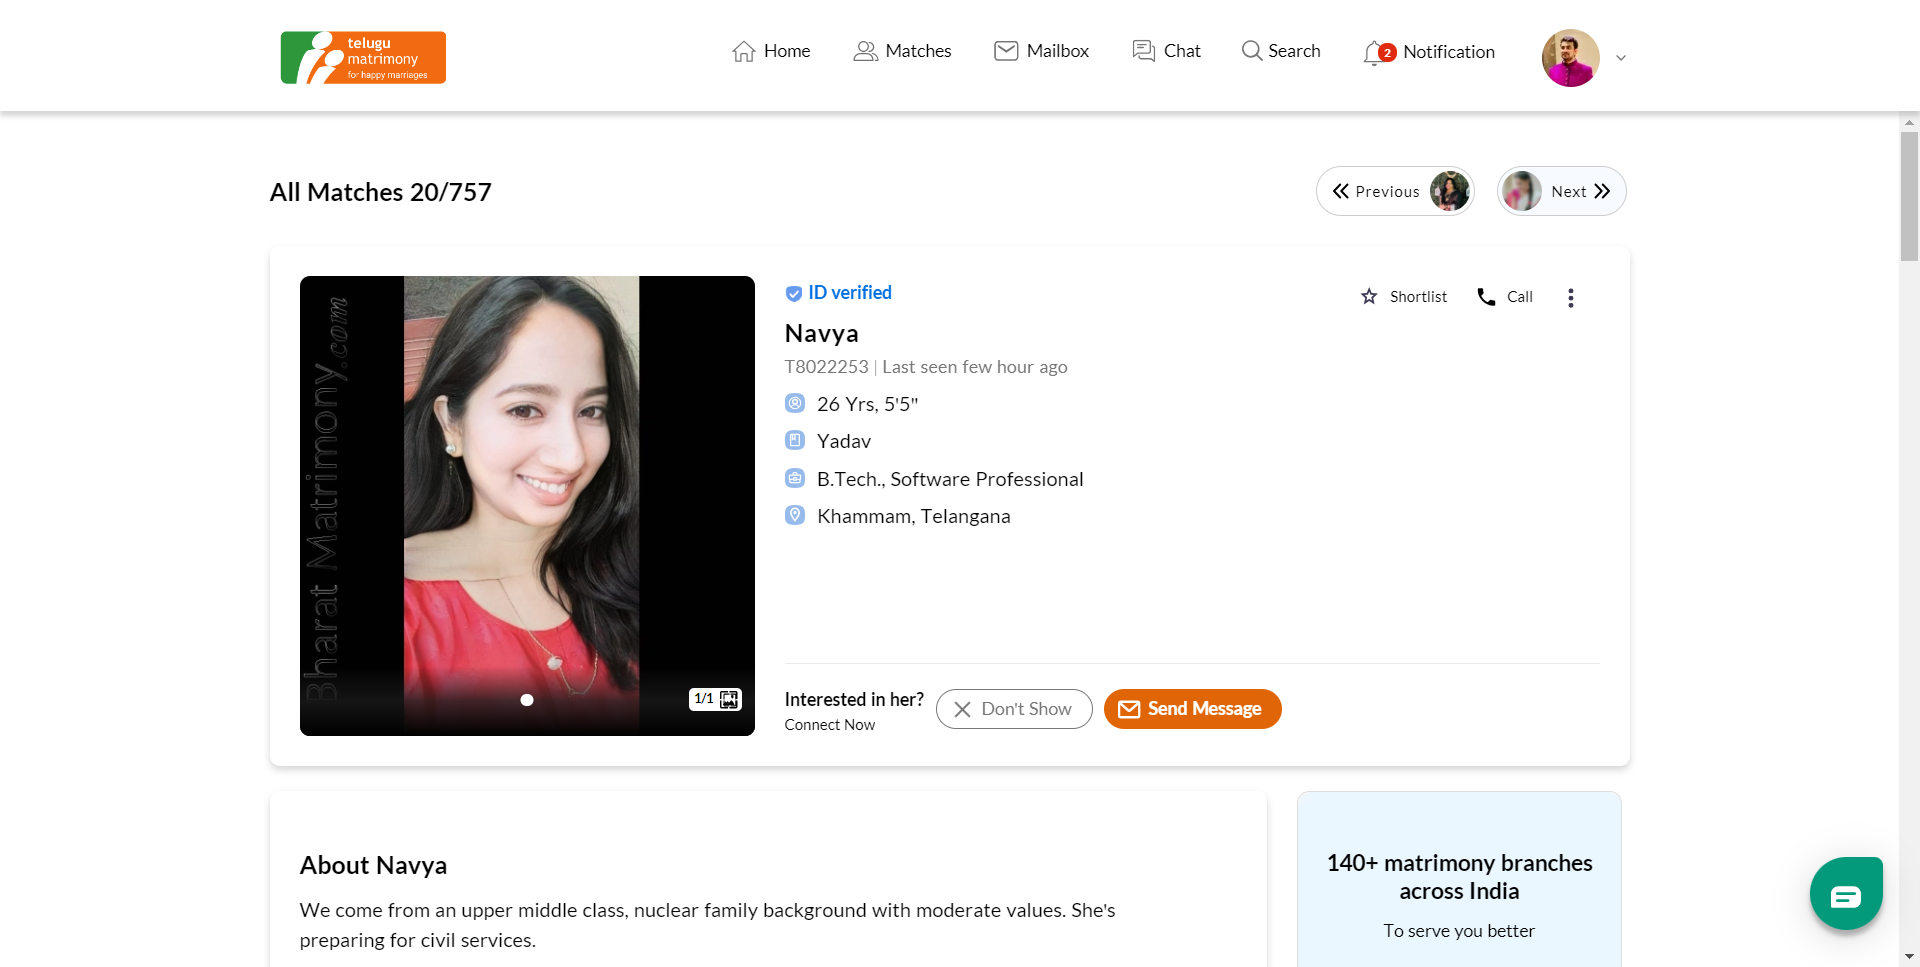 telugu
matrimony
for happy marriages
Home
Matches
Mailbox
Chat
Search
2
Notification
All Matches 20/757
Previous
Next
Bharat Matrimony.com
ID verified
Shortlist
Call
Navya
T8022253 | Last seen few hour ago
26 Yrs, 5'5"
Yadav
B.Tech., Software Professional
Khammam, Telangana
1/1
Interested in her?
Connect Now
Don't Show
Send Message
About Navya
We come from an upper middle class, nuclear family background with moderate values. She's
preparing for civil services.
140+ matrimony branches
across India
To serve you better